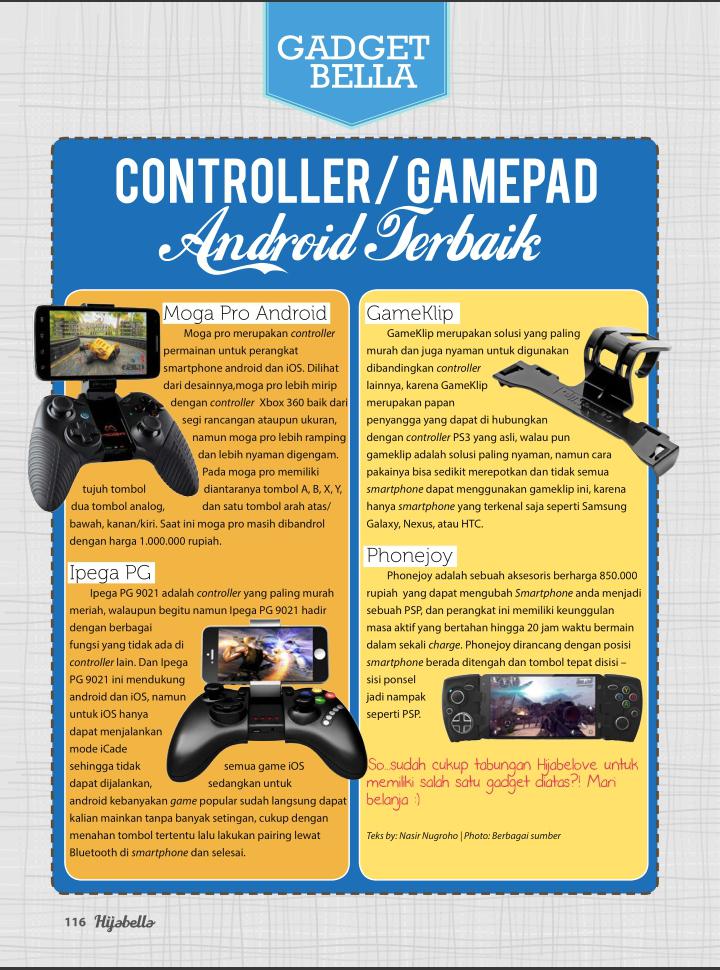 GADGET
BELLA
CONTROLLER/GAMEPAD
Android Terbaik
Moga Pro Android
Moga pro merupakan controller
permainan untuk perangkat
smartphone android dan iOS. Dilihat
dari desainnya,moga pro lebih mirip
dengan controller Xbox 360 baik dari
segi rancangan ataupun ukuran,
namun moga pro lebih ramping
dan lebih nyaman digengam.
Pada moga pro memiliki
tujuh tombol diantaranya tombol A, B, X, Y,
dua tombol analog, dan satu tombol arah atas/
bawah, kanan/kiri. Saat ini moga pro masih dibandrol
dengan harga 1.000.000 rupiah.
Ipega PG
Ipega PG 9021 adalah controller yang paling murah
meriah, walaupun begitu namun Ipega PG 9021 hadir
dengan berbagai
fungsi yang tidak ada di
controller lain. Dan Ipega
PG 9021 ini mendukung
android dan iOS, namun
untuk iOS hanya
dapat menjalankan
mode iCade
sehingga tidak semua game iOS
dapat dijalankan, sedangkan untuk
android kebanyakan game popular sudah langsung dapat
kalian mainkan tanpa banyak setingan, cukup dengan
menahan tombol tertentu lalu lakukan pairing lewat
Bluetooth di smartphone dan selesai.
GameKlip
GameKlip merupakan solusi yang paling
murah dan juga nyaman untuk digunakan
dibandingkan controller
lainnya, karena GameKlip
merupakan papan
penyangga yang dapat di hubungkan
dengan controller PS3 yang asli, walau pun
gameklip adalah solusi paling nyaman, namun cara
pakainya bisa sedikit merepotkan dan tidak semua
smartphone dapat menggunakan gameklip ini, karena
hanya smartphone yang terkenal saja seperti Samsung
Galaxy, Nexus, atau HTC.
Phonejoy
Phonejoy adalah sebuah aksesoris berharga 850.000
rupiah yang dapat mengubah Smartphone anda menjadi
sebuah PSP, dan perangkat ini memiliki keunggulan
masa aktif yang bertahan hingga 20 jam waktu bermain
dalam sekali charge. Phonejoy dirancang dengan posisi
smartphone berada ditengah dan tombol tepat disisi –
sisi ponsel
jadi nampak
seperti PSP.
So...sudah cukup tabungan Hijabelove untuk
memiliki salah satu gadget diatas?! Mari
belanja :)
Teks by: Nasir Nugroho | Photo: Berbagai sumber
116 Hijabella